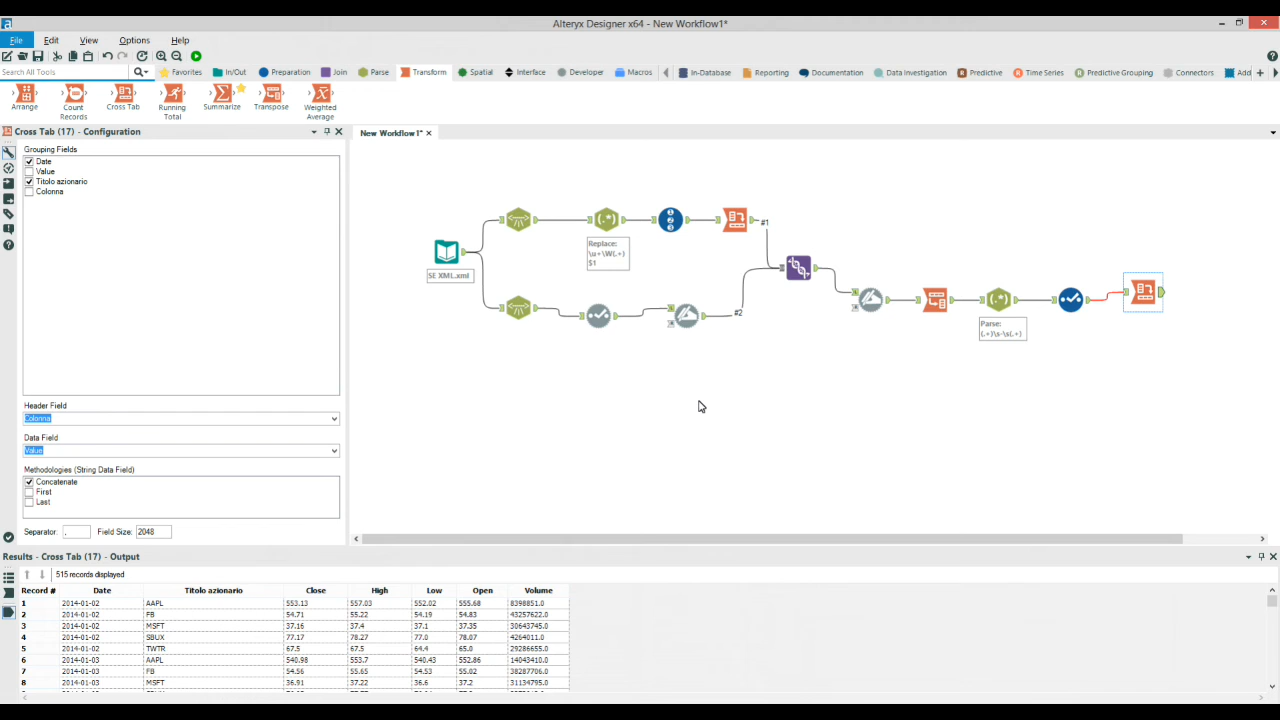 Alteryx Designer x64 - New Workflow1*
File Edit View Options Help
Search All Tools Favorites In/Out Preparation Join Parse Transform Spatial Interface Developer Macros In-Database Reporting Documentation Data Investigation Predictive Time Series Predictive Grouping Connectors Add
Arrange Count Records Cross Tab Running Total Summarize Transpose Weighted Average
Cross Tab (17) - Configuration
New Workflow1*
Grouping Fields
Date
Value
Titolo azionario
Colonna
#1
Replace:
\u+\W(.+)
$1
SE XML.xml
#2
Parse:
(.+)\s-\s(.+)
Header Field
Colonna
Data Field
Value
Methodologies (String Data Field)
Concatenate
First
Last
Separator: , Field Size: 2048
Results - Cross Tab (17) - Output
515 records displayed
Record # Date Titolo azionario Close High Low Open Volume
1 2014-01-02 AAPL 553.13 557.03 552.02 555.68 8398851.0
2 2014-01-02 FB 54.71 55.22 54.19 54.83 43257622.0
3 2014-01-02 MSFT 37.16 37.4 37.1 37.35 30643745.0
4 2014-01-02 SBUX 77.17 78.27 77.0 78.07 4264011.0
5 2014-01-02 TWTR 67.5 67.5 64.4 65.0 29286655.0
6 2014-01-03 AAPL 540.98 553.7 540.43 552.86 14043410.0
7 2014-01-03 FB 54.56 55.65 54.53 55.02 38287706.0
8 2014-01-03 MSFT 36.91 37.22 36.6 37.2 31134795.0